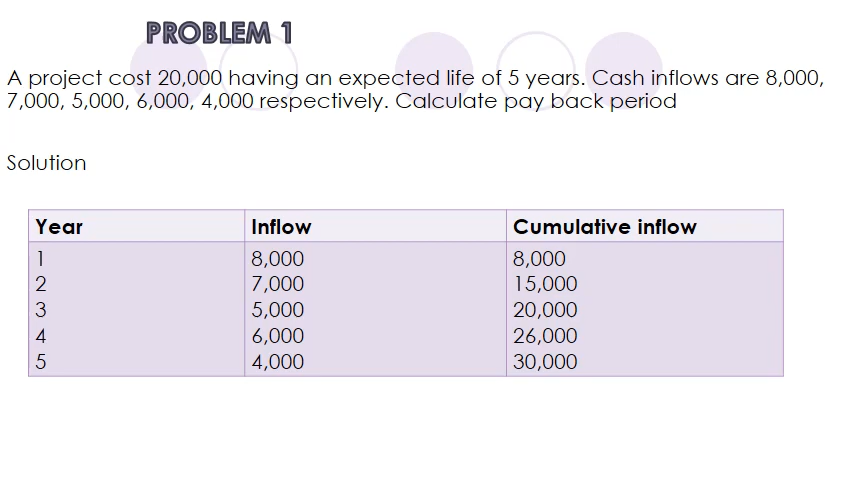 PROBLEM 1
A project cost 20,000 having an expected life of 5 years. Cash inflows are 8,000,
7,000, 5,000, 6,000, 4,000 respectively. Calculate pay back period
Solution
Year Inflow Cumulative inflow
1 8,000 8,000
2 7,000 15,000
3 5,000 20,000
4 6,000 26,000
5 4,000 30,000